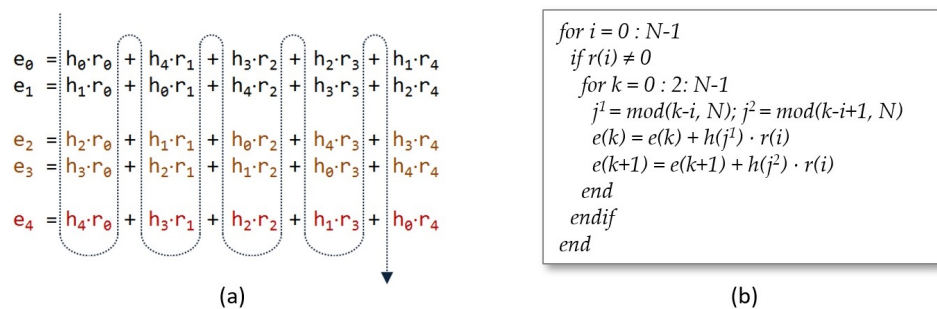 e₀ = h₀·r₀ + h₄·r₁ + h₃·r₂ + h₂·r₃ + h₁·r₄
e₁ = h₁·r₀ + h₀·r₁ + h₄·r₂ + h₃·r₃ + h₂·r₄
e₂ = h₂·r₀ + h₁·r₁ + h₀·r₂ + h₄·r₃ + h₃·r₄
e₃ = h₃·r₀ + h₂·r₁ + h₁·r₂ + h₀·r₃ + h₄·r₄
e₄ = h₄·r₀ + h₃·r₁ + h₂·r₂ + h₁·r₃ + h₀·r₄
(a)
for i = 0 : N-1
if r(i) ≠ 0
for k = 0 : 2: N-1
j¹ = mod(k-i, N); j² = mod(k-i+1, N)
e(k) = e(k) + h(j¹) · r(i)
e(k+1) = e(k+1) + h(j²) · r(i)
end
endif
end
(b)